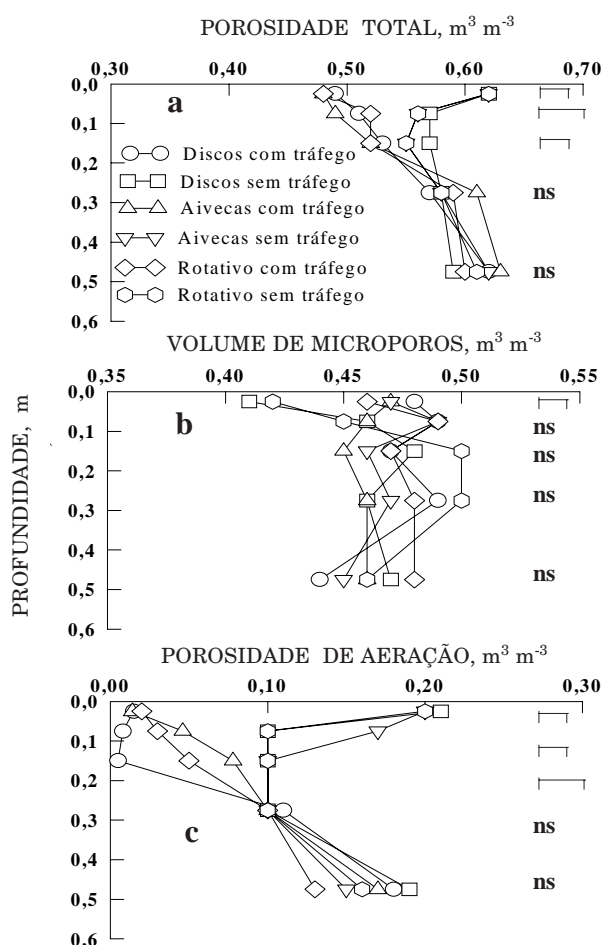 POROSIDADE TOTAL, m³ m⁻³
0,30 0,40 0,50 0,60 0,70
0,0
0,1
0,2
0,3
0,4
0,5
0,6
a
Discos com tráfego
Discos sem tráfego
Aivecas com tráfego
Aivecas sem tráfego
Rotativo com tráfego
Rotativo sem tráfego
ns
ns
VOLUME DE MICROPOROS, m³ m⁻³
0,35 0,40 0,45 0,50 0,55
0,0
0,1
0,2
0,3
0,4
0,5
0,6
b
ns
ns
ns
ns
PROFUNDIDADE, m
POROSIDADE DE AERAÇÃO, m³ m⁻³
0,00 0,10 0,20 0,30
0,0
0,1
0,2
0,3
0,4
0,5
0,6
c
ns
ns